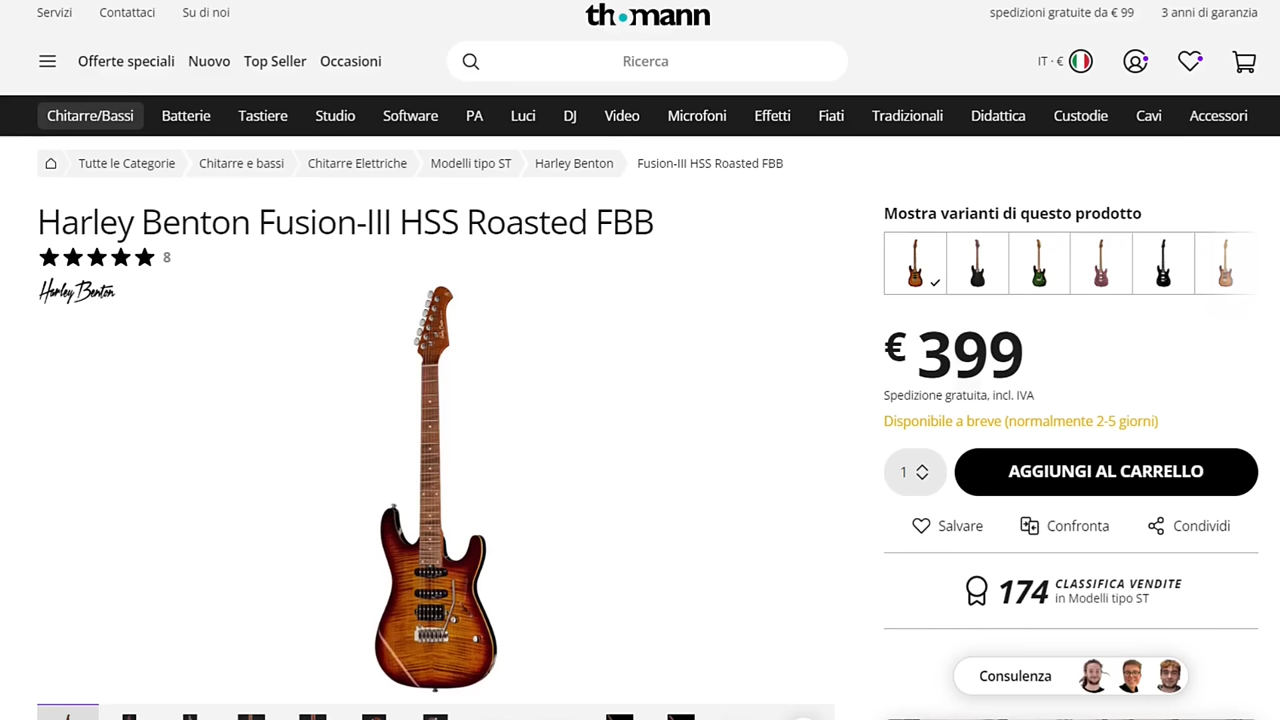 Servizi Contattaci Su di noi
thomann
spedizioni gratuite da € 99 3 anni di garanzia
Offerte speciali Nuovo Top Seller Occasioni
Ricerca
IT · €
Chitarre/Bassi Batterie Tastiere Studio Software PA Luci DJ Video Microfoni Effetti Fiati Tradizionali Didattica Custodie Cavi Accessori
Tutte le Categorie Chitarre e bassi Chitarre Elettriche Modelli tipo ST Harley Benton Fusion-III HSS Roasted FBB
Harley Benton Fusion-III HSS Roasted FBB
8
Harley Benton
Mostra varianti di questo prodotto
€ 399
Spedizione gratuita, incl. IVA
Disponibile a breve (normalmente 2-5 giorni)
1 AGGIUNGI AL CARRELLO
Salvare Confronta Condividi
174 CLASSIFICA VENDITE
in Modelli tipo ST
Consulenza